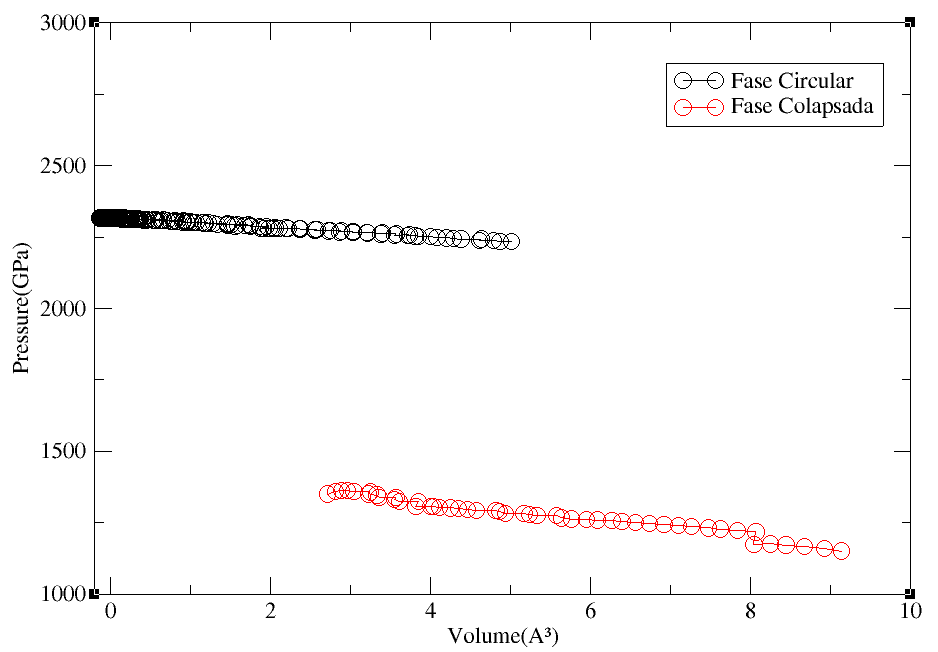 3000
2500
2000
1500
1000
Pressure(GPa)
Fase Circular
Fase Colapsada
0 2 4 6 8 10
Volume(A³)